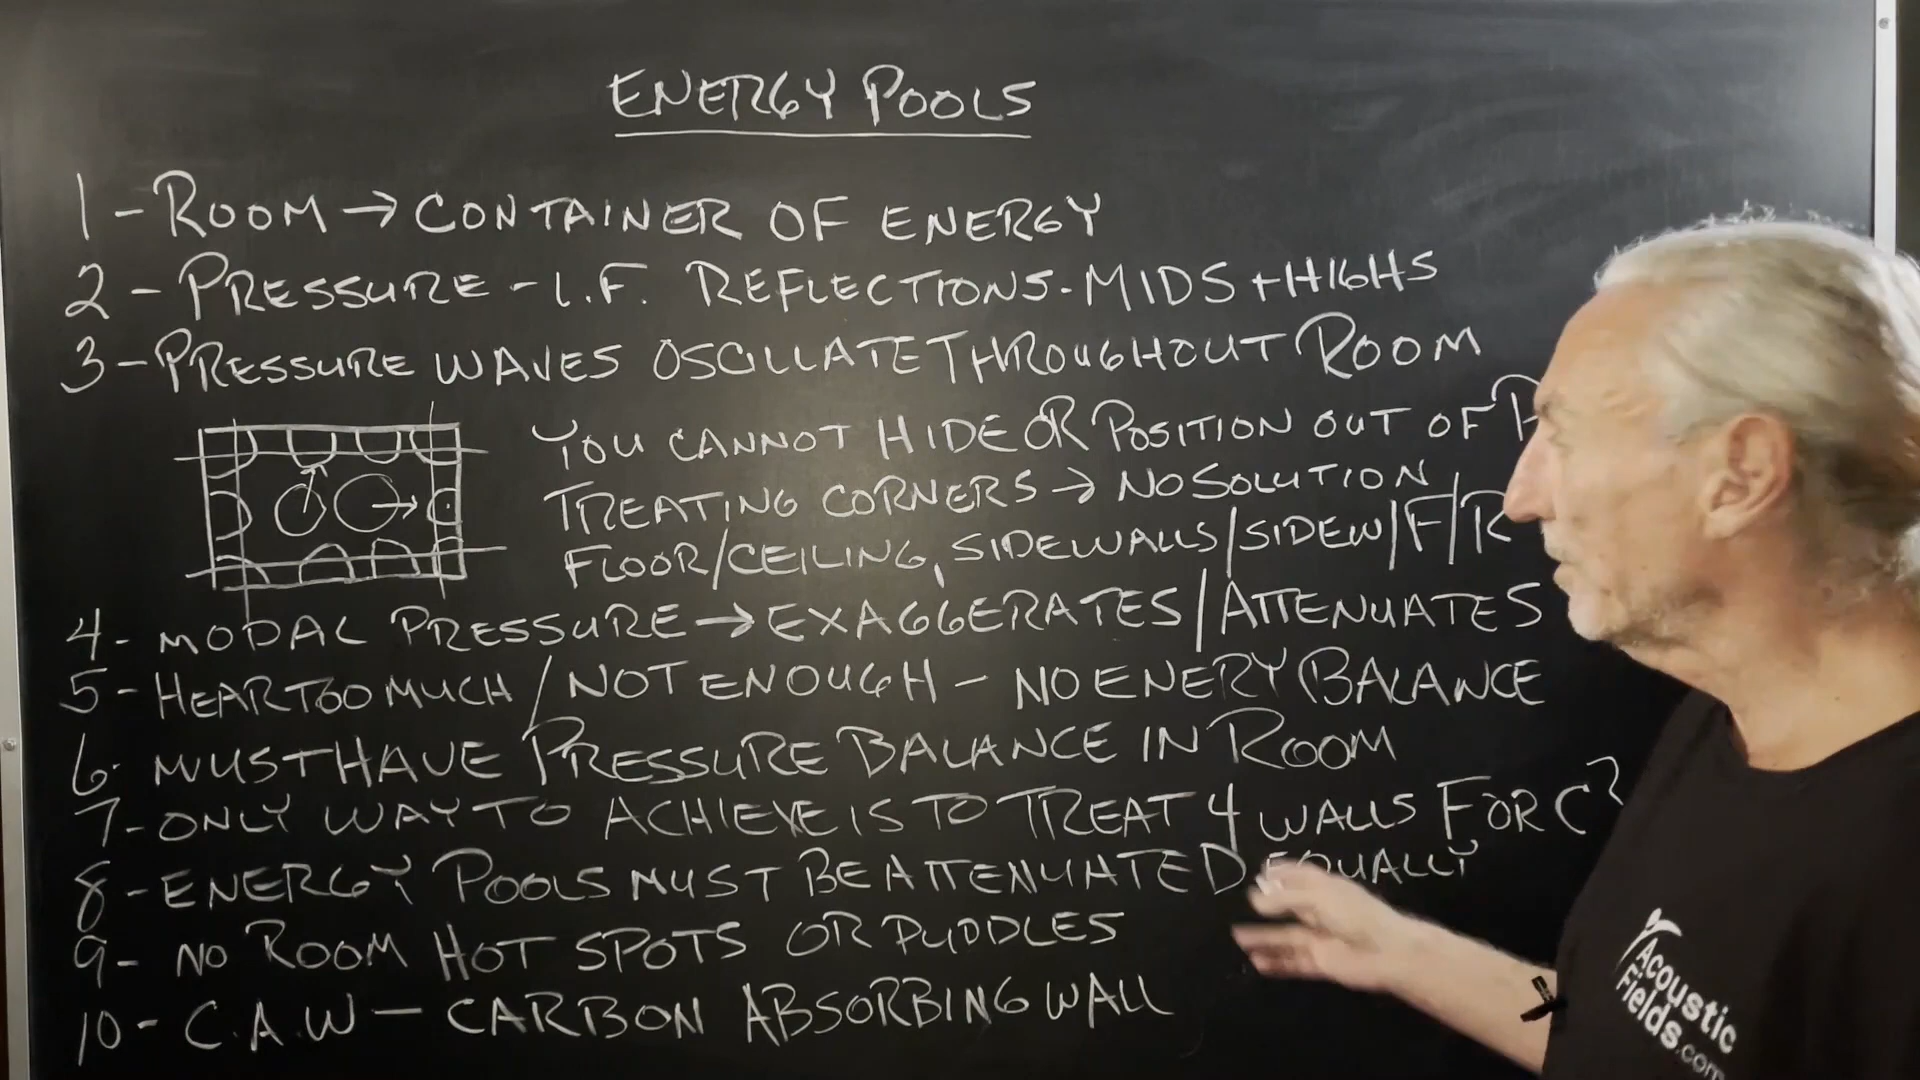 ENERGY POOLS
1 - ROOM → CONTAINER OF ENERGY
2 - PRESSURE - L.F. REFLECTIONS - MIDS + HIGHS
3 - PRESSURE WAVES OSCILLATE THROUGHOUT ROOM
YOU CANNOT HIDE OR POSITION OUT OF
TREATING CORNERS → NO SOLUTION
FLOOR/CEILING, SIDEWALLS/SIDEW/F/R
4 - MODAL PRESSURE → EXAGGERATES/ATTENUATES
5 - HEAR TOO MUCH / NOT ENOUGH - NO ENERY BALANCE
6 - MUST HAVE PRESSURE BALANCE IN ROOM
7 - ONLY WAY TO ACHIEVE IS TO TREAT 4 WALLS FOR C?
8 - ENERGY POOLS MUST BE ATTENUATED EQUALLY
9 - NO ROOM HOT SPOTS OR PUDDLES
10 - C.A.W - CARBON ABSORBING WALL
Acoustic
Fields.com